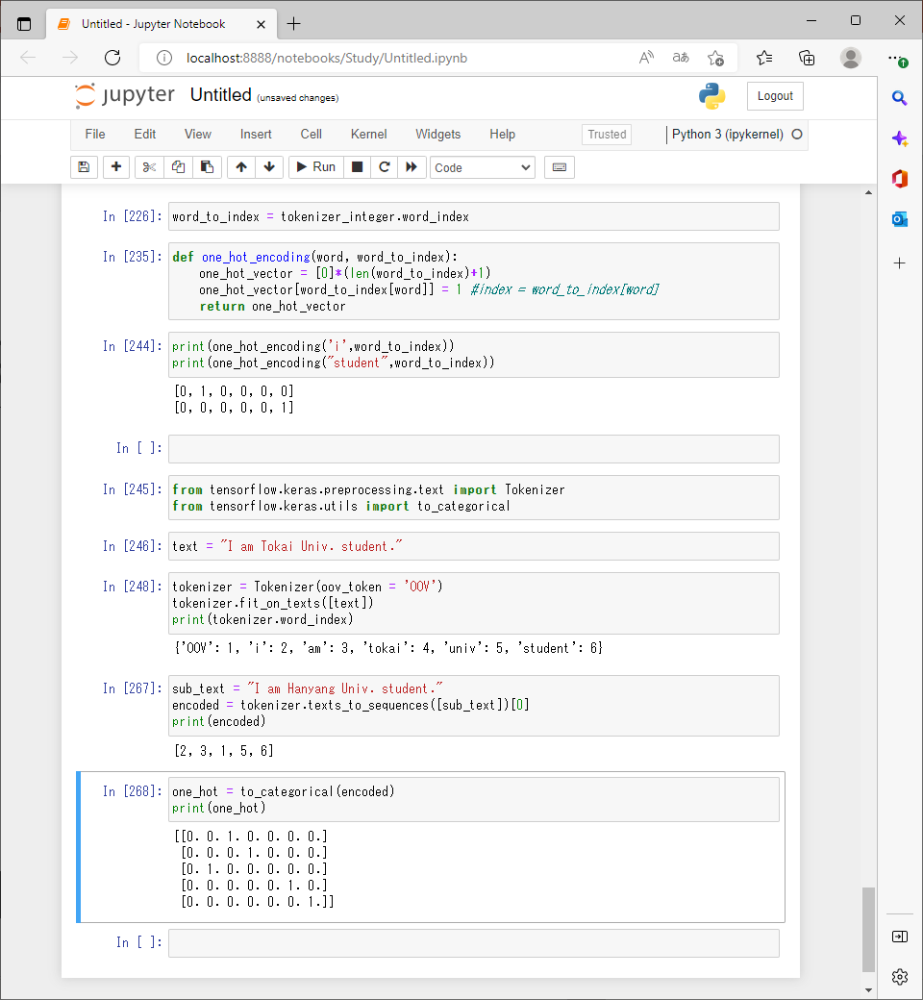 Untitled - Jupyter Notebook
localhost:8888/notebooks/Study/Untitled.ipynb
jupyter Untitled (unsaved changes)
Logout
File Edit View Insert Cell Kernel Widgets Help Trusted Python 3 (ipykernel)
Run Code
In [226]: word_to_index = tokenizer_integer.word_index
In [235]: def one_hot_encoding(word, word_to_index):
one_hot_vector = [0]*(len(word_to_index)+1)
one_hot_vector[word_to_index[word]] = 1 #index = word_to_index[word]
return one_hot_vector
In [244]: print(one_hot_encoding('i',word_to_index))
print(one_hot_encoding("student",word_to_index))
[0, 1, 0, 0, 0, 0]
[0, 0, 0, 0, 0, 1]
In [ ]:
In [245]: from tensorflow.keras.preprocessing.text import Tokenizer
from tensorflow.keras.utils import to_categorical
In [246]: text = "I am Tokai Univ. student."
In [248]: tokenizer = Tokenizer(oov_token = 'OOV')
tokenizer.fit_on_texts([text])
print(tokenizer.word_index)
{'OOV': 1, 'i': 2, 'am': 3, 'tokai': 4, 'univ': 5, 'student': 6}
In [267]: sub_text = "I am Hanyang Univ. student."
encoded = tokenizer.texts_to_sequences([sub_text])[0]
print(encoded)
[2, 3, 1, 5, 6]
In [268]: one_hot = to_categorical(encoded)
print(one_hot)
[[0. 0. 1. 0. 0. 0. 0.]
[0. 0. 0. 1. 0. 0. 0.]
[0. 1. 0. 0. 0. 0. 0.]
[0. 0. 0. 0. 0. 1. 0.]
[0. 0. 0. 0. 0. 0. 1.]]
In [ ]: